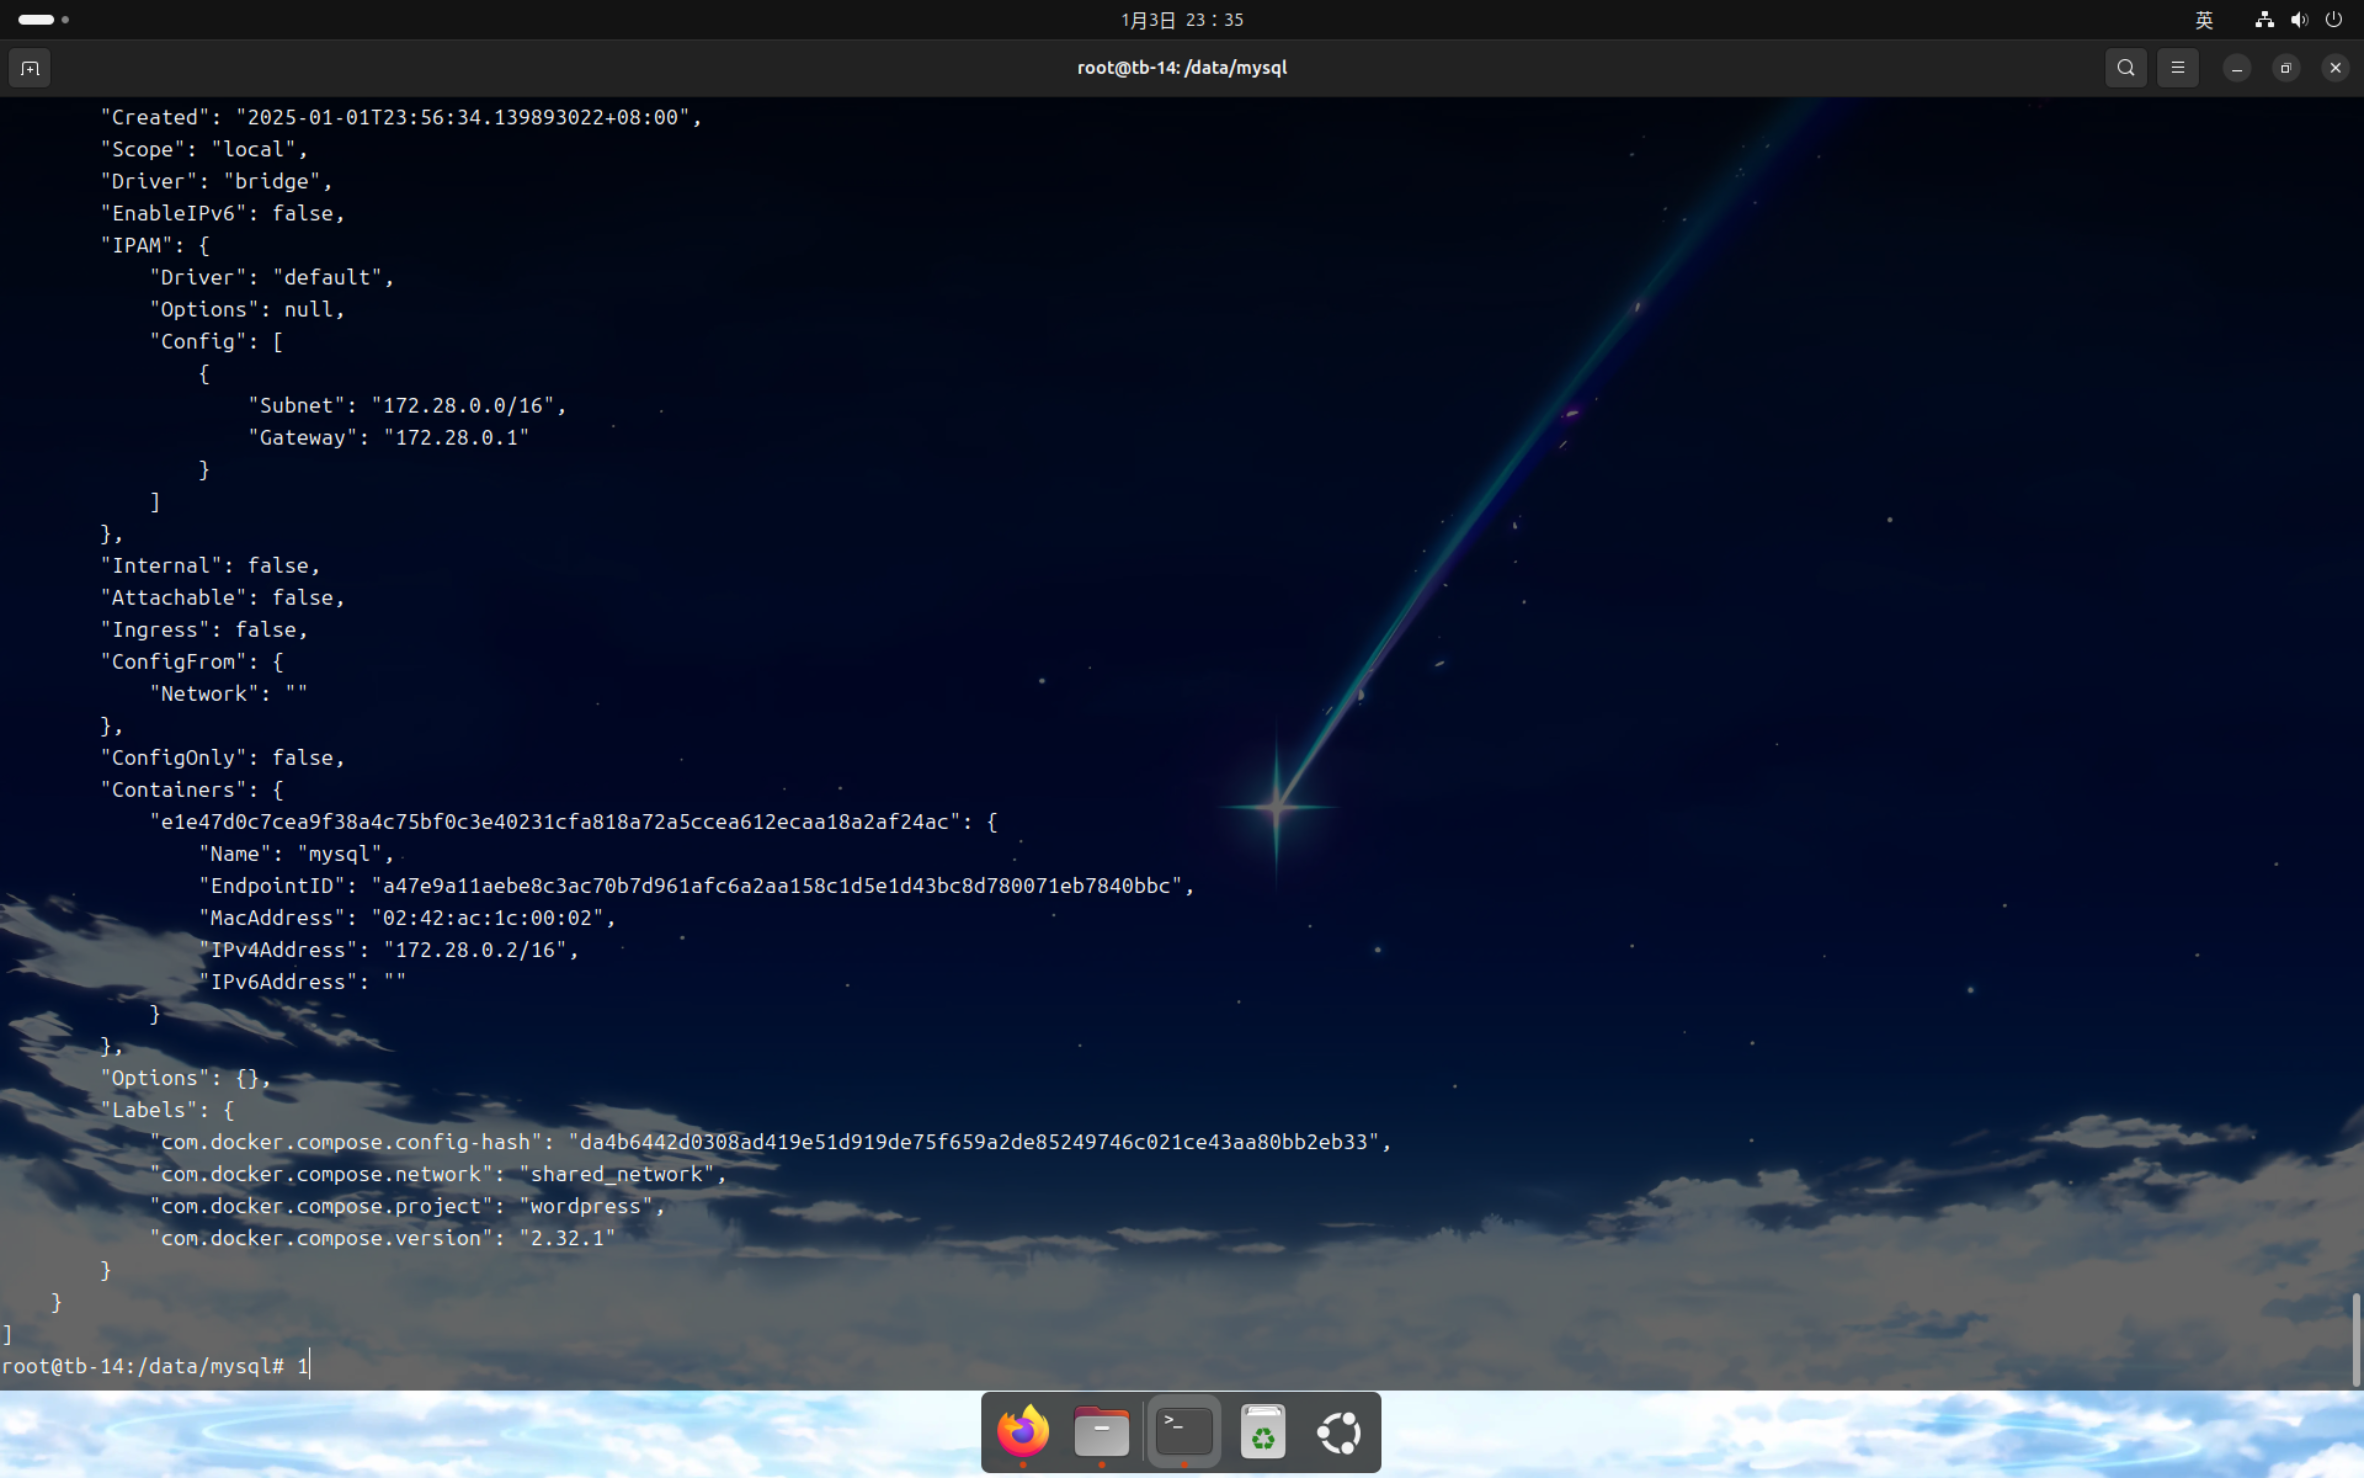 1月3日 23：35
英
root@tb-14: /data/mysql
"Created": "2025-01-01T23:56:34.139893022+08:00",
"Scope": "local",
"Driver": "bridge",
"EnableIPv6": false,
"IPAM": {
"Driver": "default",
"Options": null,
"Config": [
{
"Subnet": "172.28.0.0/16",
"Gateway": "172.28.0.1"
}
]
},
"Internal": false,
"Attachable": false,
"Ingress": false,
"ConfigFrom": {
"Network": ""
},
"ConfigOnly": false,
"Containers": {
"e1e47d0c7cea9f38a4c75bf0c3e40231cfa818a72a5ccea612ecaa18a2af24ac": {
"Name": "mysql",
"EndpointID": "a47e9a11aebe8c3ac70b7d961afc6a2aa158c1d5e1d43bc8d780071eb7840bbc",
"MacAddress": "02:42:ac:1c:00:02",
"IPv4Address": "172.28.0.2/16",
"IPv6Address": ""
}
},
"Options": {},
"Labels": {
"com.docker.compose.config-hash": "da4b6442d0308ad419e51d919de75f659a2de85249746c021ce43aa80bb2eb33",
"com.docker.compose.network": "shared_network",
"com.docker.compose.project": "wordpress",
"com.docker.compose.version": "2.32.1"
}
}
]
root@tb-14:/data/mysql# 1